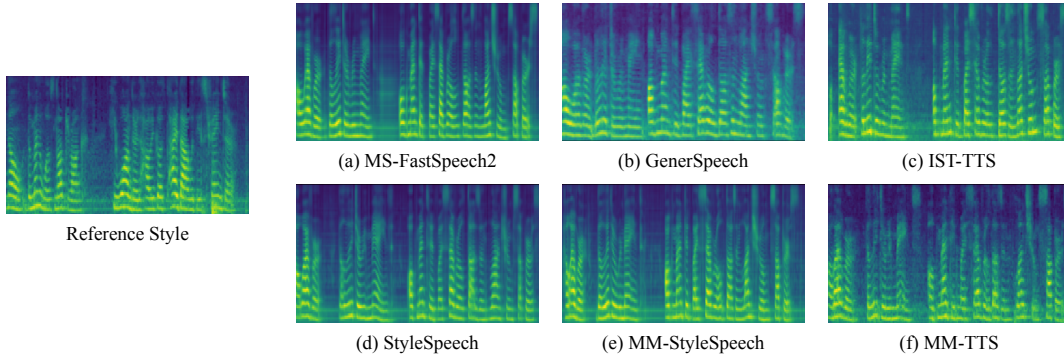 (a) MS-FastSpeech2
(b) GenerSpeech
(c) IST-TTS
Reference Style
(d) StyleSpeech
(e) MM-StyleSpeech
(f) MM-TTS